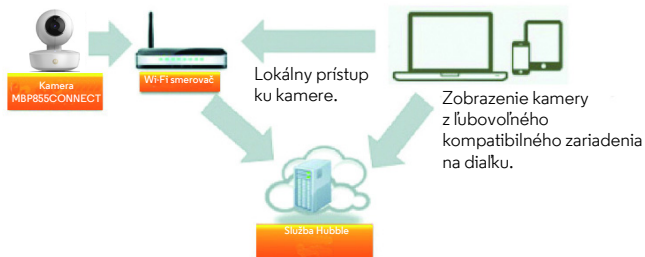 Kamera
MBP855CONNECT
Wi-Fi smerovač
Lokálny prístup
ku kamere.
Zobrazenie kamery
z ľubovoľného
kompatibilného zariadenia
na diaľku.
Služba Hubble